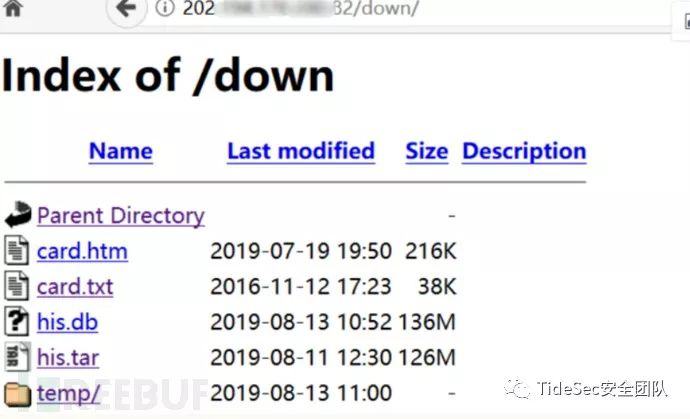 202 32/down/
Index of /down
Name Last modified Size Description
Parent Directory -
card.htm 2019-07-19 19:50 216K
card.txt 2016-11-12 17:23 38K
his.db 2019-08-13 10:52 136M
his.tar 2019-08-11 12:30 126M
temp/ 2019-08-13 11:00 -
REEBUF
TideSec安全团队